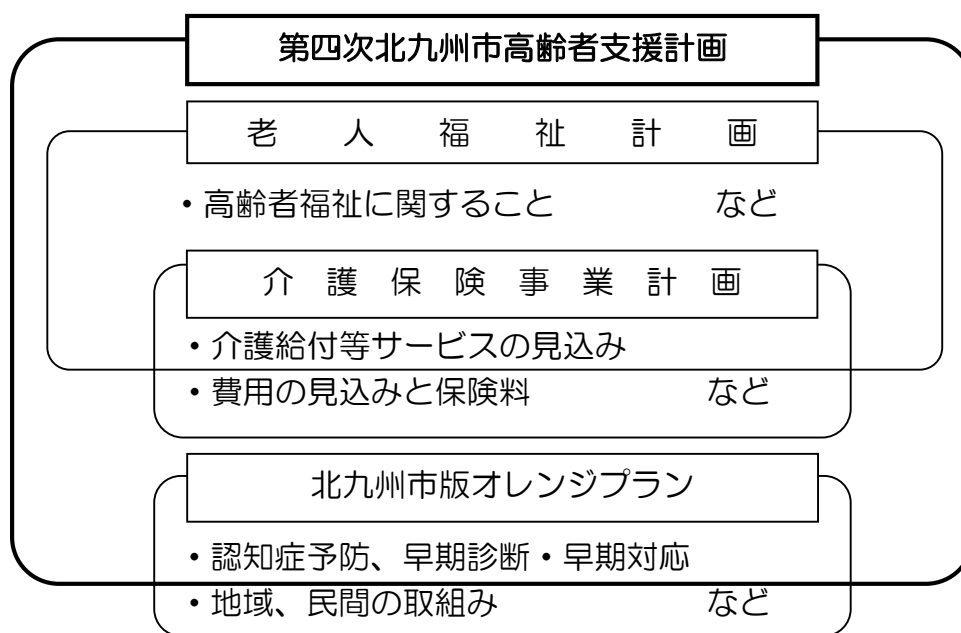 第四次北九州市高齢者支援計画
老人福祉計画
・高齢者福祉に関すること など
介護保険事業計画
・介護給付等サービスの見込み
・費用の見込みと保険料 など
北九州市版オレンジプラン
・認知症予防、早期診断・早期対応
・地域、民間の取組み など